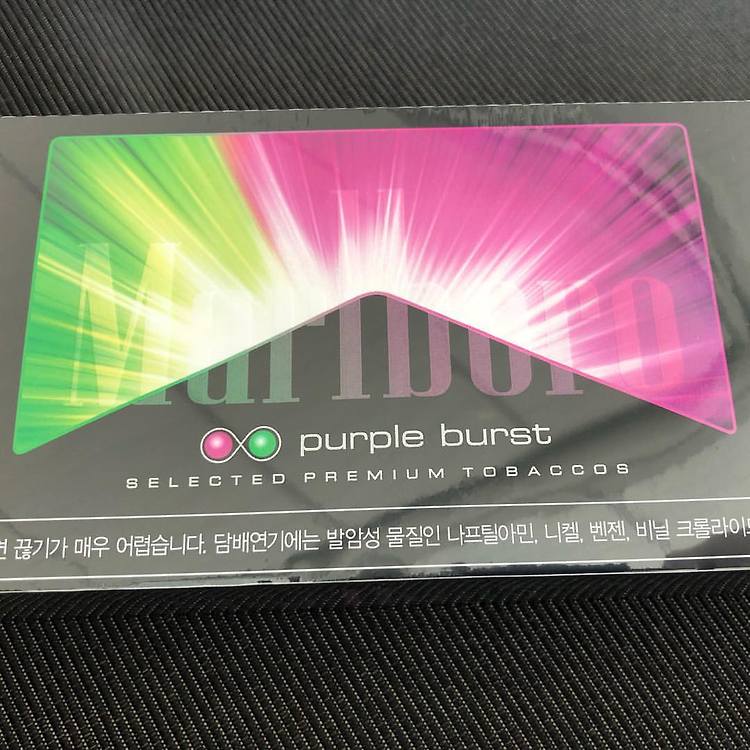 Marlboro
purple burst
SELECTED PREMIUM TOBACCOS
끊기가 매우 어렵습니다. 담배연기에는 발암성 물질인 나프틸아민, 니켈, 벤젠, 비닐 크롤라이드